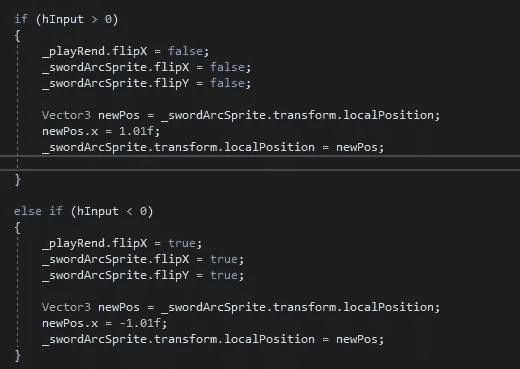 if (hInput > 0)
{
_playRend.flipX = false;
_swordArcSprite.flipX = false;
_swordArcSprite.flipY = false;
Vector3 newPos = _swordArcSprite.transform.localPosition;
newPos.x = 1.01f;
_swordArcSprite.transform.localPosition = newPos;
}
else if (hInput < 0)
{
_playRend.flipX = true;
_swordArcSprite.flipX = true;
_swordArcSprite.flipY = true;
Vector3 newPos = _swordArcSprite.transform.localPosition;
newPos.x = -1.01f;
_swordArcSprite.transform.localPosition = newPos;
}